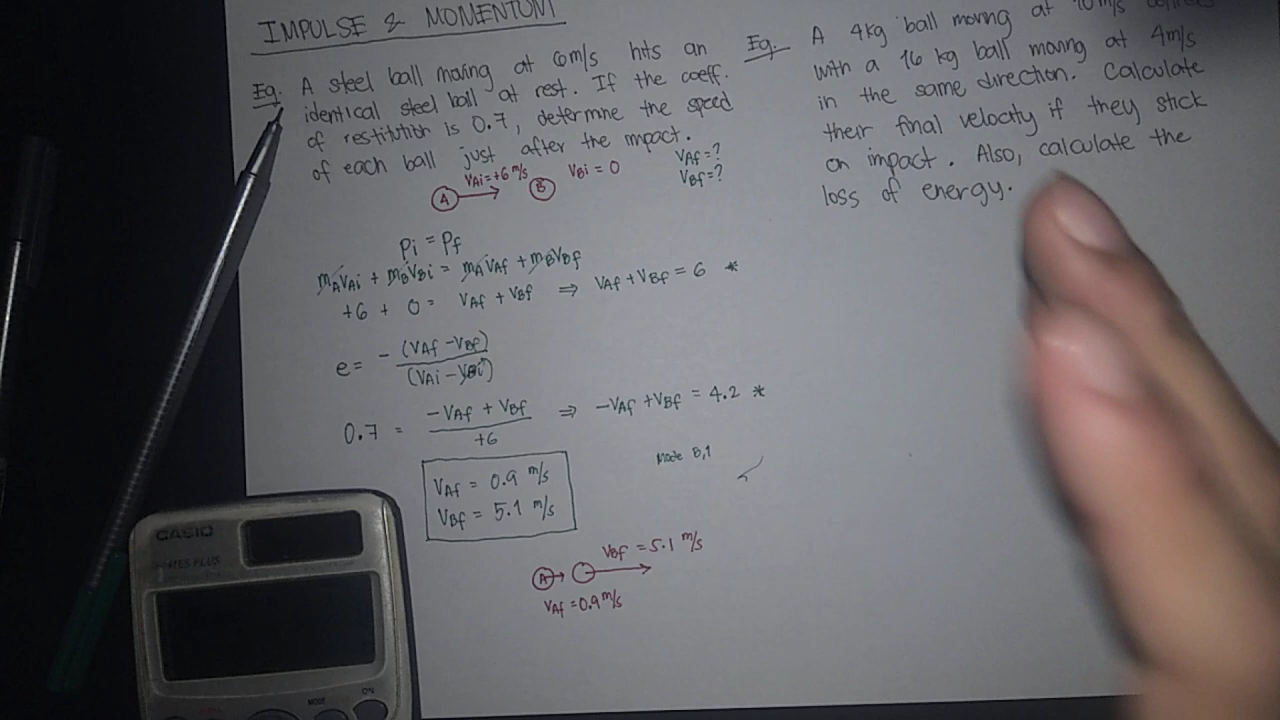 IMPULSE & MOMENTUM
Eg. A steel ball moving at 6m/s hits an
identical steel ball at rest. If the coeff.
of restitution is 0.7, determine the speed
of each ball just after the impact.
VAi=+6 m/s
VBi = 0
VAf = ?
VBf = ?
A
B
Pi = Pf
mAVAi + mBVBi = mAVAf + mBVBf
+6 + 0 = VAf + VBf ⇒ VAf + VBf = 6 *
e = - (VAf - VBf)
(VAi - VBi)
0.7 = -VAf + VBf ⇒ -VAf + VBf = 4.2 *
+6
VAf = 0.9 m/s
VBf = 5.1 m/s
Mode 5,1
VBf = 5.1 m/s
A
VAf = 0.9 m/s
Eg. A 4kg ball moving at 10m/s
with a 16 kg ball moving at 4m/s
in the same direction. Calculate
their final velocity if they stick
on impact. Also, calculate the
loss of energy.
CASIO
PLUS
MODE
ON